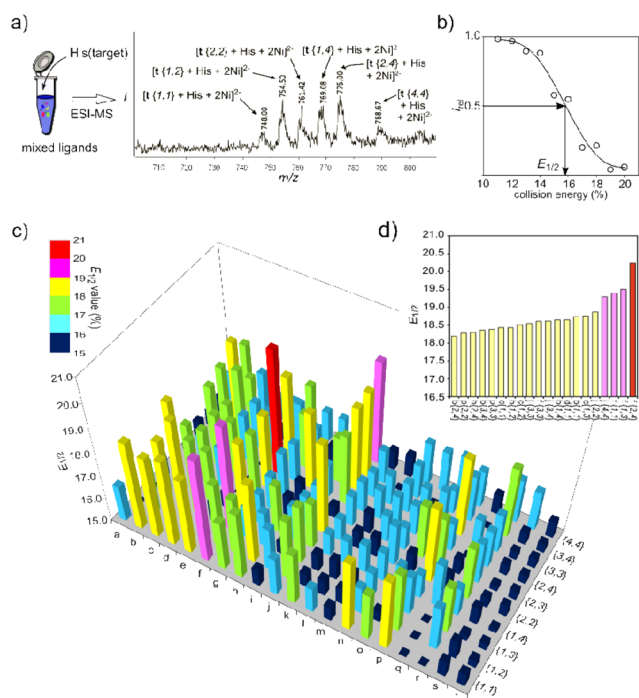 a)
His(target)
ESI-MS
mixed ligands
[t {1,1} + His + 2Ni]2-
[t {1,2} + His + 2Ni]2-
[t {2,2} + His + 2Ni]2-
[t {1,4} + His + 2Ni]2-
[t {2,4} + His
+ 2Ni]2-
[t {4,4}
+ His
+ 2Ni]2-
748.00
754.52
761.42
775.00
I
710 720 730 740 750 760 770 780 790 800
m/z
b)
1.0
0.5
Irel
E1/2
10 12 14 16 18 20
collision energy (%)
c)
21
20
19
18
17
16
15
E1/2 value (%)
21.0
20.0
19.0
18.0
17.0
16.0
15.0
E1/2
a b c d e f g h i j k l m n o p q r s
{4,4}
{3,4}
{3,3}
{2,4}
{2,3}
{2,2}
{1,4}
{1,3}
{1,2}
{1,1}
d)
21.0
20.5
20.0
19.5
19.0
18.5
18.0
17.5
17.0
16.5
E1/2